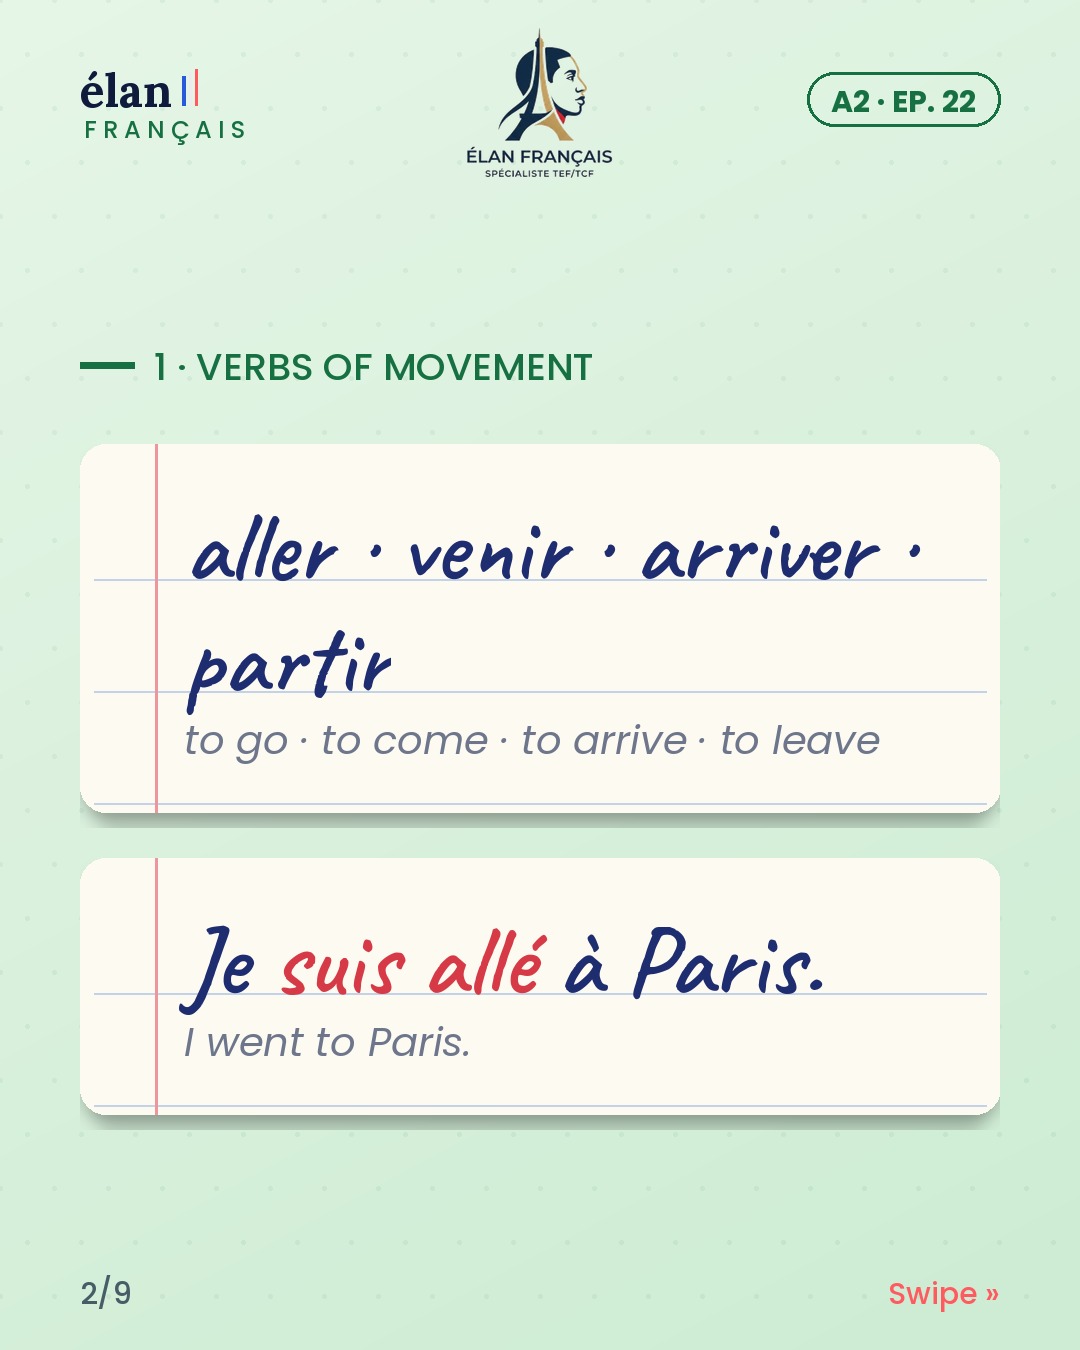 élan
FRANÇAIS
ÉLAN FRANÇAIS
SPÉCIALISTE TEF/TCF
A2 · EP. 22
1 · VERBS OF MOVEMENT
aller · venir · arriver ·
partir
to go · to come · to arrive · to leave
Je suis allé à Paris.
I went to Paris.
2/9
Swipe »